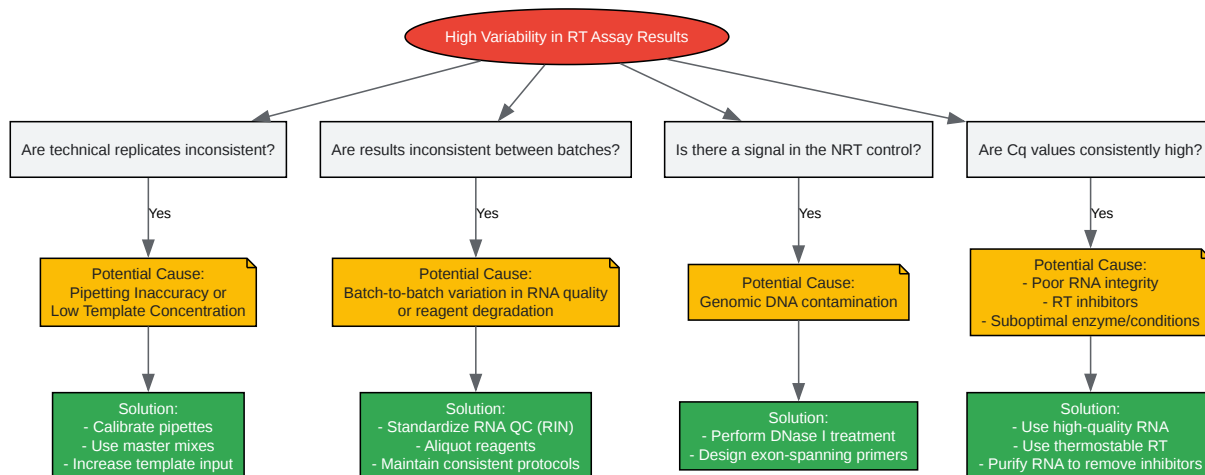 High Variability in RT Assay Results
Are technical replicates inconsistent?
Are results inconsistent between batches?
Is there a signal in the NRT control?
Are Cq values consistently high?
Yes
Yes
Yes
Yes
Potential Cause:
Pipetting Inaccuracy or
Low Template Concentration
Potential Cause:
Batch-to-batch variation in RNA quality
or reagent degradation
Potential Cause:
Genomic DNA contamination
Potential Cause:
- Poor RNA integrity
- RT inhibitors
- Suboptimal enzyme/conditions
Solution:
- Calibrate pipettes
- Use master mixes
- Increase template input
Solution:
- Standardize RNA QC (RIN)
- Aliquot reagents
- Maintain consistent protocols
Solution:
- Perform DNase I treatment
- Design exon-spanning primers
Solution:
- Use high-quality RNA
- Use thermostable RT
- Purify RNA to remove inhibitors